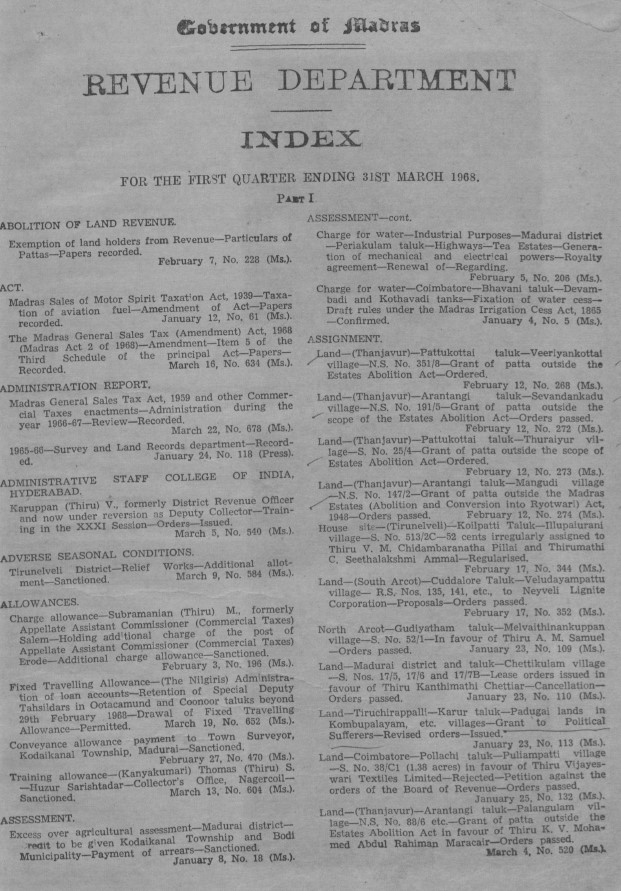 Government of Madras
REVENUE DEPARTMENT
INDEX
FOR THE FIRST QUARTER ENDING 31ST MARCH 1968.
PART I
ABOLITION OF LAND REVENUE.
Exemption of land holders from Revenue—Particulars of
Pattas—Papers recorded.
February 7, No. 228 (Ms.).
ACT.
Madras Sales of Motor Spirit Taxation Act, 1939—Taxa-
tion of aviation fuel—Amendment of Act—Papers
recorded. January 12, No. 61 (Ms.).
The Madras General Sales Tax (Amendment) Act, 1968
(Madras Act 2 of 1968)—Amendment—Item 5 of the
Third Schedule of the principal Act—Papers—
Recorded. March 16, No. 634 (Ms.).
ADMINISTRATION REPORT.
Madras General Sales Tax Act, 1959 and other Commer-
cial Taxes enactments—Administration during the
year 1966-67—Review—Recorded.
March 22, No. 678 (Ms.).
1965-66—Survey and Land Records department—Record-
ed. January 24, No. 118 (Press).
ADMINISTRATIVE STAFF COLLEGE OF INDIA,
HYDERABAD.
Karuppan (Thiru) V., formerly District Revenue Officer
and now under reversion as Deputy Collector—Train-
ing in the XXXI Session—Orders—Issued.
March 5, No. 540 (Ms.).
ADVERSE SEASONAL CONDITIONS.
Tirunelveli District—Relief Works—Additional allot-
ment—Sanctioned. March 9, No. 584 (Ms.).
ALLOWANCES.
Charge allowance—Subramanian (Thiru) M., formerly
Appellate Assistant Commissioner (Commercial Taxes)
Salem—Holding additional charge of the post of
Appellate Assistant Commissioner (Commercial Taxes)
Erode—Additional charge allowance—Sanctioned.
February 3, No. 196 (Ms.).
Fixed Travelling Allowance—(The Nilgiris) Administra-
tion of loan accounts—Retention of Special Deputy
Tahsildars in Ootacamund and Coonoor taluks beyond
29th February 1968—Drawal of Fixed Travelling
Allowance—Permitted. March 19, No. 652 (Ms.).
Conveyance allowance payment to Town Surveyor,
Kodaikanal Township, Madurai—Sanctioned.
February 27, No. 470 (Ms.).
Training allowance—(Kanyakumari) Thomas (Thiru) S.
—Huzur Sarishtadar—Collector's Office, Nagercoil—
Sanctioned. March 13, No. 604 (Ms.).
ASSESSMENT.
Excess over agricultural assessment—Madurai district—
redit to be given Kodaikanal Township and Bodi
Municipality—Payment of arrears—Sanctioned.
January 8, No. 18 (Ms.).
ASSESSMENT—cont.
Charge for water—Industrial Purposes—Madurai district
—Periakulam taluk—Highways—Tea Estates—Genera-
tion of mechanical and electrical powers—Royalty
agreement—Renewal of—Regarding.
February 5, No. 206 (Ms.).
Charge for water—Coimbatore—Bhavani taluk—Devam-
badi and Kothavadi tanks—Fixation of water cess—
Draft rules under the Madras Irrigation Cess Act, 1865
—Confirmed. January 4, No. 5 (Ms.).
ASSIGNMENT.
Land—(Thanjavur)—Pattukottai taluk—Veeriyankottai
village—N.S. No. 351/8—Grant of patta outside the
Estates Abolition Act—Ordered.
February 12, No. 268 (Ms.).
Land—(Thanjavur)—Arantangi taluk—Sevandankadu
village—N.S. No. 191/5—Grant of patta outside the
scope of the Estates Abolition Act—Orders passed.
February 12, No. 272 (Ms.).
Land—(Thanjavur)—Pattukottai taluk—Thuraiyur vil-
lage—S. No. 25/4—Grant of patta outside the scope of
Estates Abolition Act—Ordered.
February 12, No. 273 (Ms.).
Land—(Thanjavur)—Arantangi taluk—Mangudi village
—N.S. No. 147/2—Grant of patta outside the Madras
Estates (Abolition and Conversion into Ryotwari) Act,
1948—Orders passed. February 12, No. 274 (Ms.).
House site—(Tirunelveli)—Koilpatti Taluk—Illupaiurani
village—S. No. 513/2C—52 cents irregularly assigned to
Thiru V. M. Chidambaranatha Pillai and Thirumathi
C. Seethalakshmi Ammal—Regularised.
February 17, No. 344 (Ms.).
Land—(South Arcot)—Cuddalore Taluk—Veludayampattu
village— R.S. Nos. 135, 141, etc., to Neyveli Lignite
Corporation—Proposals—Orders passed.
February 17, No. 352 (Ms.).
North Arcot—Gudiyatham taluk—Melvaithinankuppan
village—S. No. 52/1—In favour of Thiru A. M. Samuel
—Orders passed. January 23, No. 109 (Ms.).
Land—Madurai district and taluk—Chettikulam village
—S. Nos. 17/5, 17/6 and 17/7B—Lease orders issued in
favour of Thiru Kanthimathi Chettiar—Cancellation—
Orders passed. January 23, No. 110 (Ms.).
Land—Tiruchirappalli—Karur taluk—Padugai lands in
Kombupalayam, etc. villages—Grant to Political
Sufferers—Revised orders—Issued.
January 23, No. 113 (Ms.).
Land—Coimbatore—Pollachi taluk—Puliampatti village
—S. No. 38/C1 (1.38 acres) in favour of Thiru Vijayes-
wari Textiles Limited—Rejected—Petition against the
orders of the Board of Revenue—Orders passed.
January 25, No. 132 (Ms.).
Land—(Thanjavur)—Arantangi taluk—Palangulam vil-
lage—N.S. No. 88/6 etc.—Grant of patta outside the
Estates Abolition Act in favour of Thiru K. V. Moha-
med Abdul Rahiman Maracair—Orders passed.
March 4, No. 520 (Ms.).